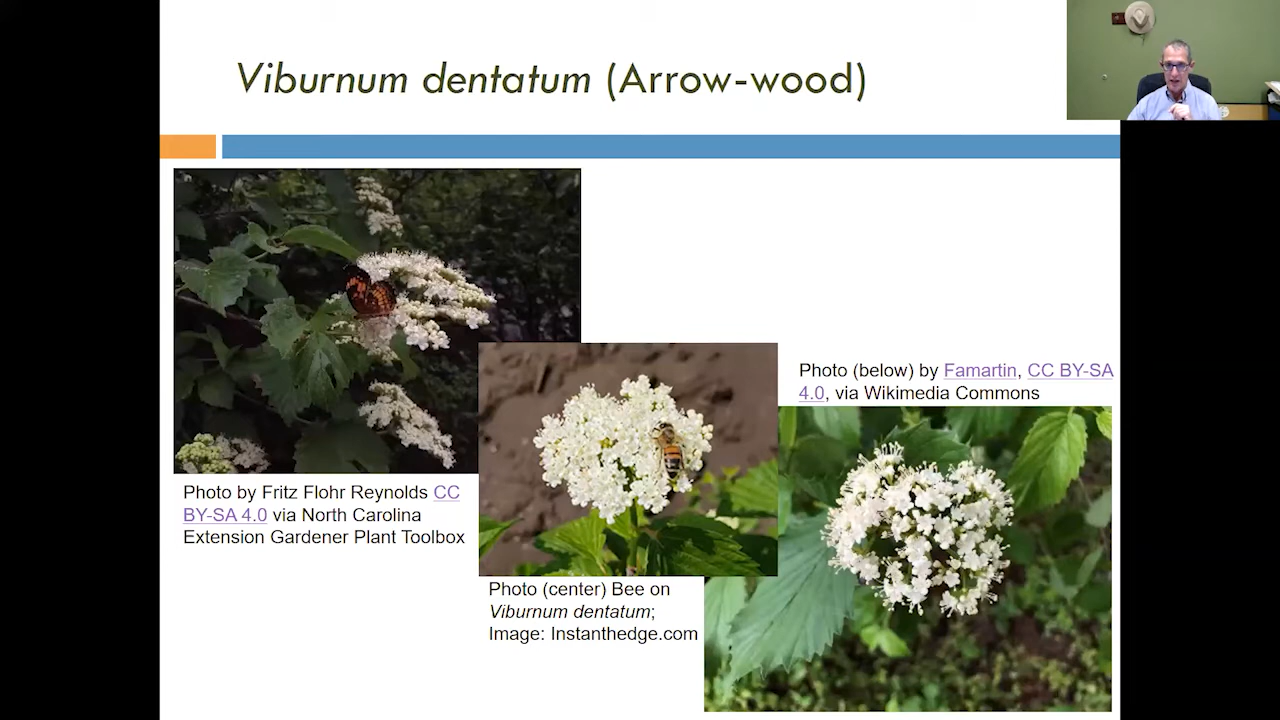 Viburnum dentatum (Arrow-wood)
Photo (below) by Famartin, CC BY-SA
4.0, via Wikimedia Commons
Photo by Fritz Flohr Reynolds CC
BY-SA 4.0 via North Carolina
Extension Gardener Plant Toolbox
Photo (center) Bee on
Viburnum dentatum;
Image: Instanthedge.com